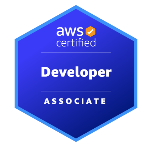 aws
certified
Developer
ASSOCIATE